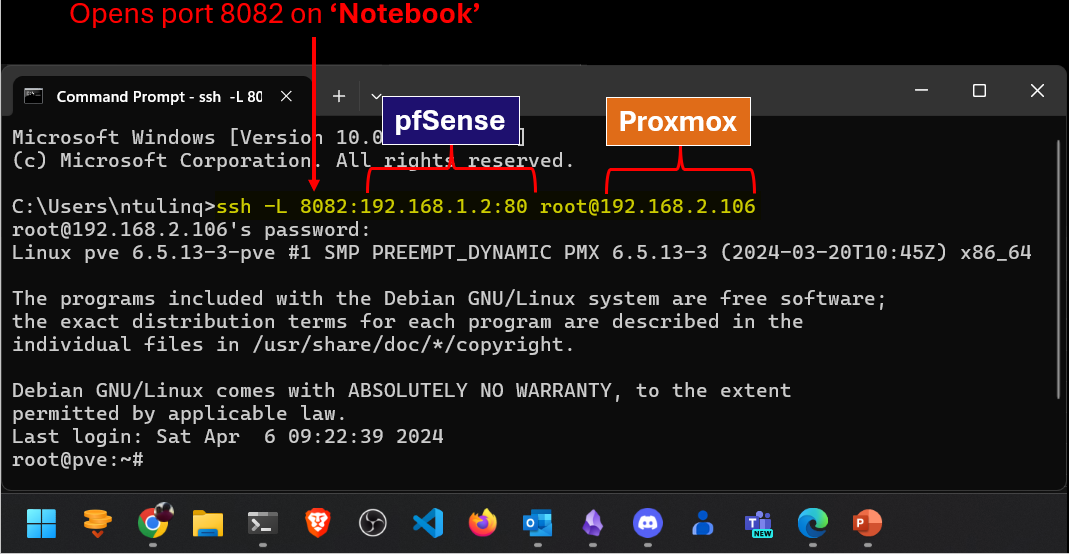 Opens port 8082 on ‘Notebook’
Command Prompt - ssh -L 80
pfSense
Proxmox
Microsoft Windows [Version 10.0 ]
(c) Microsoft Corporation. All rights reserved.
C:\Users\ntulinq>ssh -L 8082:192.168.1.2:80 root@192.168.2.106
root@192.168.2.106's password:
Linux pve 6.5.13-3-pve #1 SMP PREEMPT_DYNAMIC PMX 6.5.13-3 (2024-03-20T10:45Z) x86_64
The programs included with the Debian GNU/Linux system are free software;
the exact distribution terms for each program are described in the
individual files in /usr/share/doc/*/copyright.
Debian GNU/Linux comes with ABSOLUTELY NO WARRANTY, to the extent
permitted by applicable law.
Last login: Sat Apr  6 09:22:39 2024
root@pve:~#
NEW